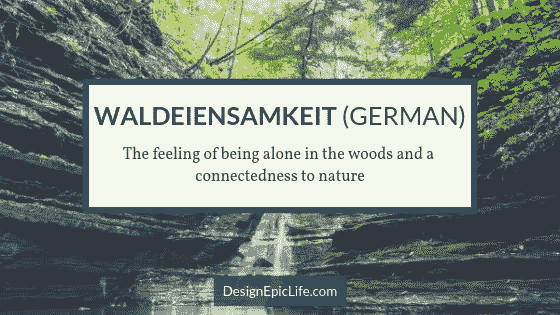 WALDEIENSAMKEIT (GERMAN)
The feeling of being alone in the woods and a
connectedness to nature
DesignEpicLife.com